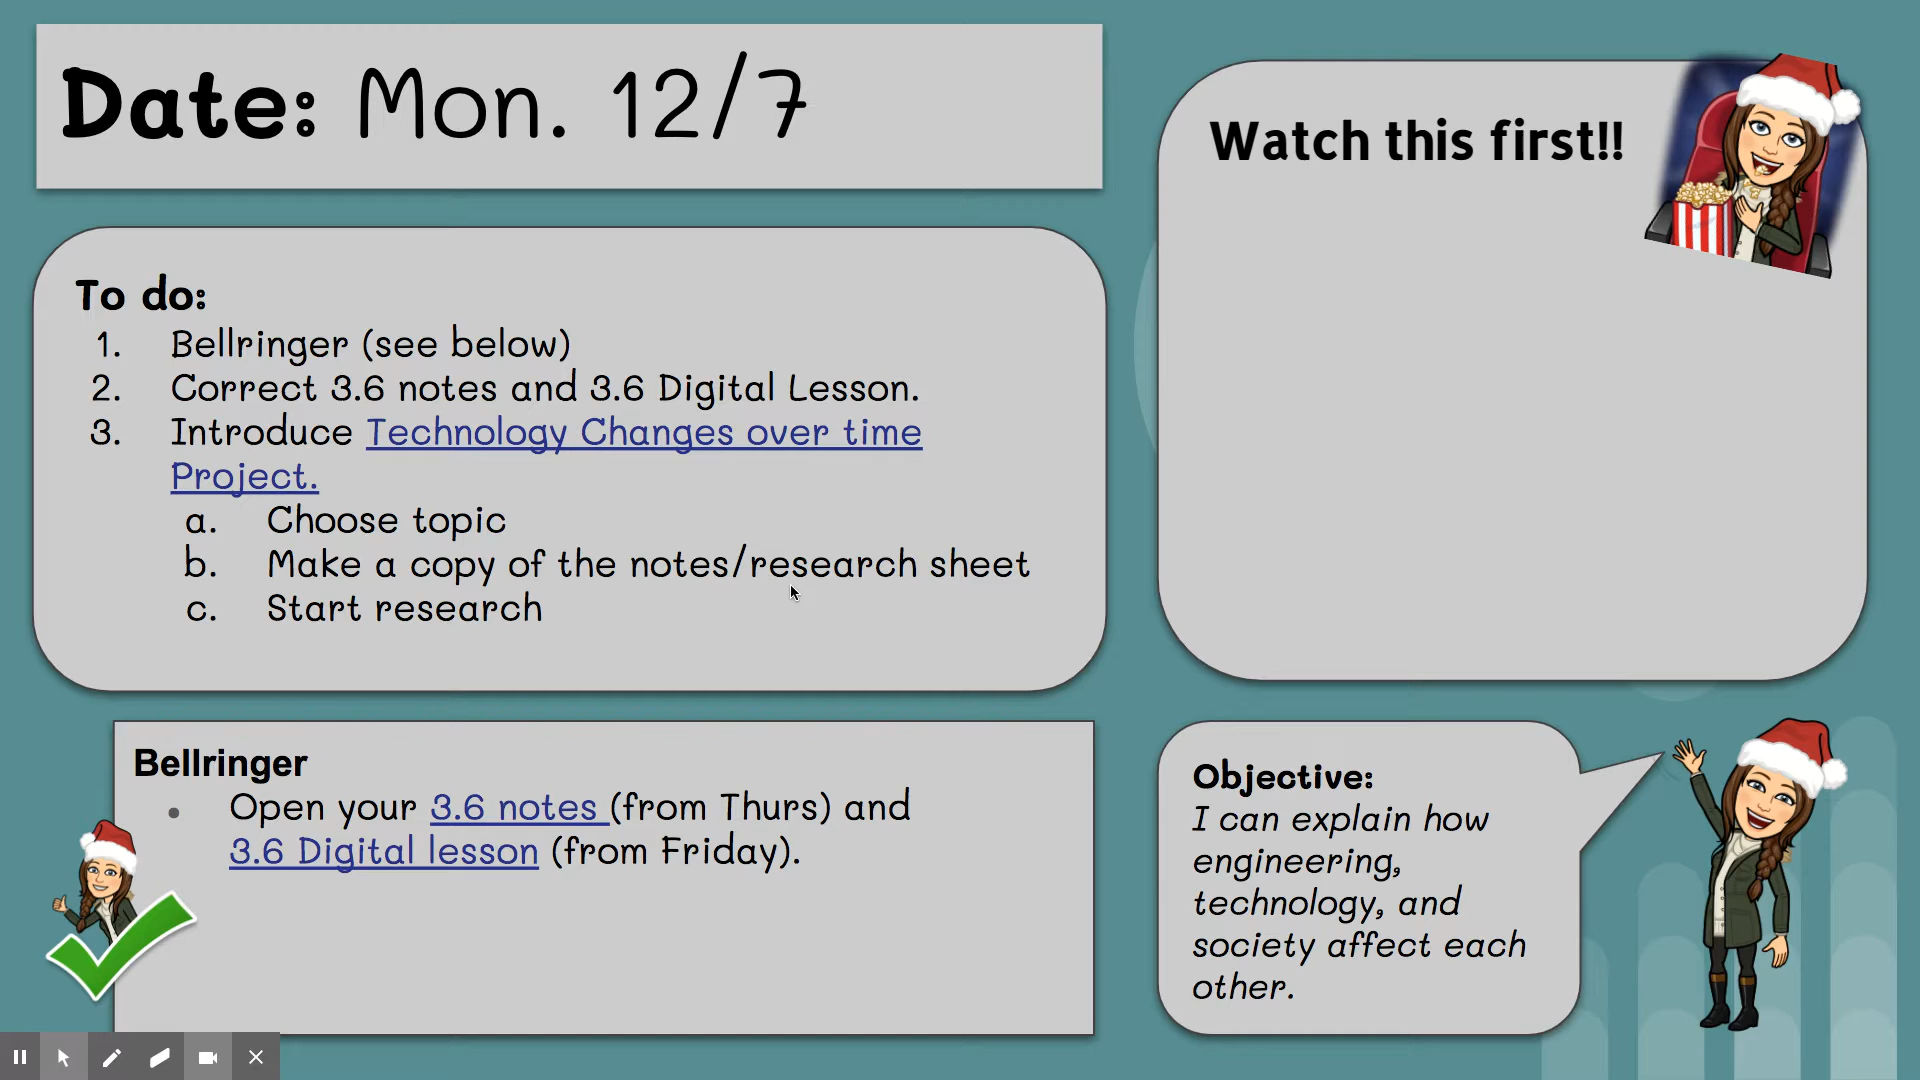 Date: Mon. 12/7
Watch this first!!
To do:
1. Bellringer (see below)
2. Correct 3.6 notes and 3.6 Digital Lesson.
3. Introduce Technology Changes over time
Project.
a. Choose topic
b. Make a copy of the notes/research sheet
c. Start research
Bellringer
• Open your 3.6 notes (from Thurs) and
3.6 Digital lesson (from Friday).
Objective:
I can explain how
engineering,
technology, and
society affect each
other.